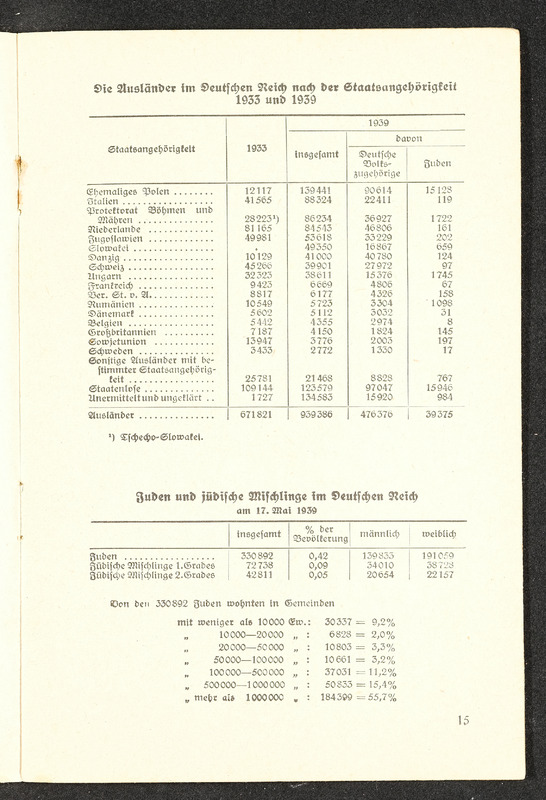 Die Ausländer im Deutschen Reich nach der Staatsangehörigkeit
1933 und 1939
Staatsangehörigkeit 1933 1939
insgesamt davon
Deutsche Volks-zugehörige Juden
Ehemaliges Polen ........ 12117 139441 90614 15128
Italien .................. 41565 88324 22411 119
Protektorat Böhmen und
Mähren ................ 28223¹) 86234 36927 1722
Niederlande ............. 81165 84543 46806 161
Jugoslawien ............. 49981 53618 33229 202
Slowakei ................ . 49350 16867 659
Danzig .................. 10129 41000 40780 124
Schweiz ................. 45266 39901 27972 97
Ungarn ................. 32323 38611 15376 1745
Frankreich .............. 9423 6669 4806 67
Ver. St. v. A. ............ 8817 6177 4326 158
Rumänien ............... 10549 5723 3304 1098
Dänemark ............... 5602 5112 3032 31
Belgien ................. 5442 4355 2974 8
Großbritannien .......... 7187 4150 1824 145
Sowjetunion ............ 13947 3776 2003 197
Schweden ............... 3433 2772 1330 17
Sonstige Ausländer mit be-
stimmter Staatsangehörig-
keit .................. 25781 21468 8828 767
Staatenlose .............. 109144 123579 97047 15946
Unermittelt und ungeklärt .. 1727 134583 15920 984
Ausländer ............... 671821 939386 476376 39375
¹) Tschecho-Slowakei.
Juden und jüdische Mischlinge im Deutschen Reich
am 17. Mai 1939
insgesamt % der Bevölkerung männlich weiblich
Juden .................. 330892 0,42 139833 191059
Jüdische Mischlinge 1. Grades 72738 0,09 34010 38728
Jüdische Mischlinge 2. Grades 42811 0,05 20654 22157
Von den 330892 Juden wohnten in Gemeinden
mit weniger als 10000 Ew.: 30337 = 9,2%
„ 10000—20000 „ : 6828 = 2,0%
„ 20000—50000 „ : 10803 = 3,3%
„ 50000—100000 „ : 10661 = 3,2%
„ 100000—500000 „ : 37031 = 11,2%
„ 500000—1000000 „ : 50833 = 15,4%
„ mehr als 1000000 „ : 184399 = 55,7%
15